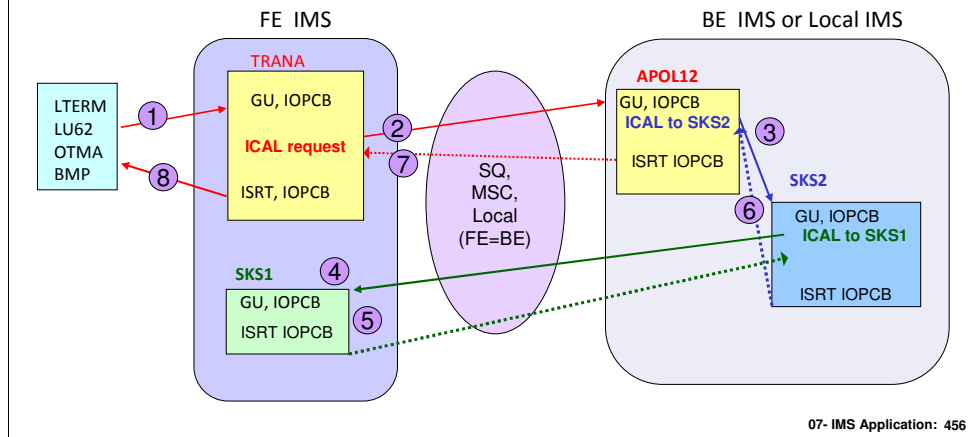 FE IMS
BE IMS or Local IMS
TRANA
APOL12
LTERM
LU62
OTMA
BMP
1
GU, IOPCB
ICAL request
ISRT, IOPCB
8
2
7
SQ,
MSC,
Local
(FE=BE)
GU, IOPCB
ICAL to SKS2
ISRT IOPCB
3
SKS2
6
GU, IOPCB
ICAL to SKS1
ISRT IOPCB
SKS1
4
GU, IOPCB
ISRT IOPCB
5
07- IMS Application: 456